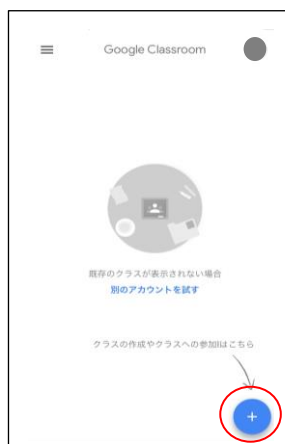 Google Classroom
既存のクラスが表示されない場合
別のアカウントを試す
クラスの作成やクラスへの参加はこちら
+